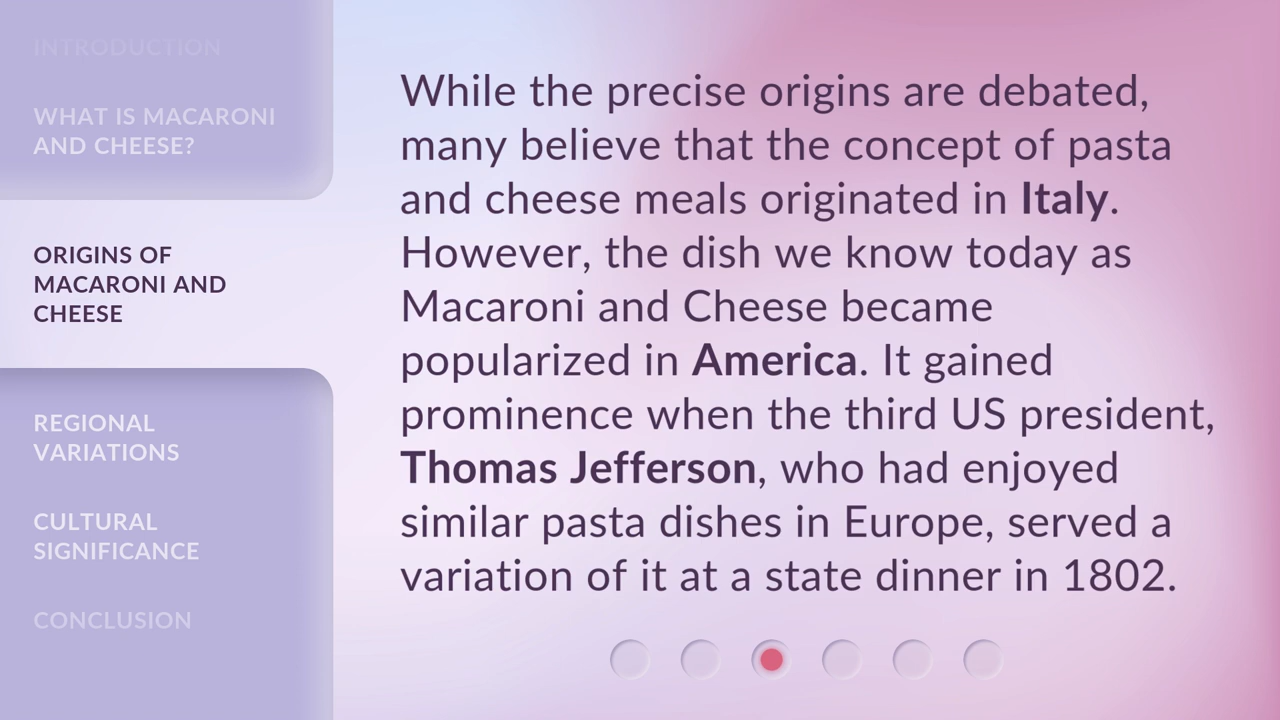 INTRODUCTION
WHAT IS MACARONI
AND CHEESE?
ORIGINS OF
MACARONI AND
CHEESE
REGIONAL
VARIATIONS
CULTURAL
SIGNIFICANCE
CONCLUSION
While the precise origins are debated,
many believe that the concept of pasta
and cheese meals originated in Italy.
However, the dish we know today as
Macaroni and Cheese became
popularized in America. It gained
prominence when the third US president,
Thomas Jefferson, who had enjoyed
similar pasta dishes in Europe, served a
variation of it at a state dinner in 1802.